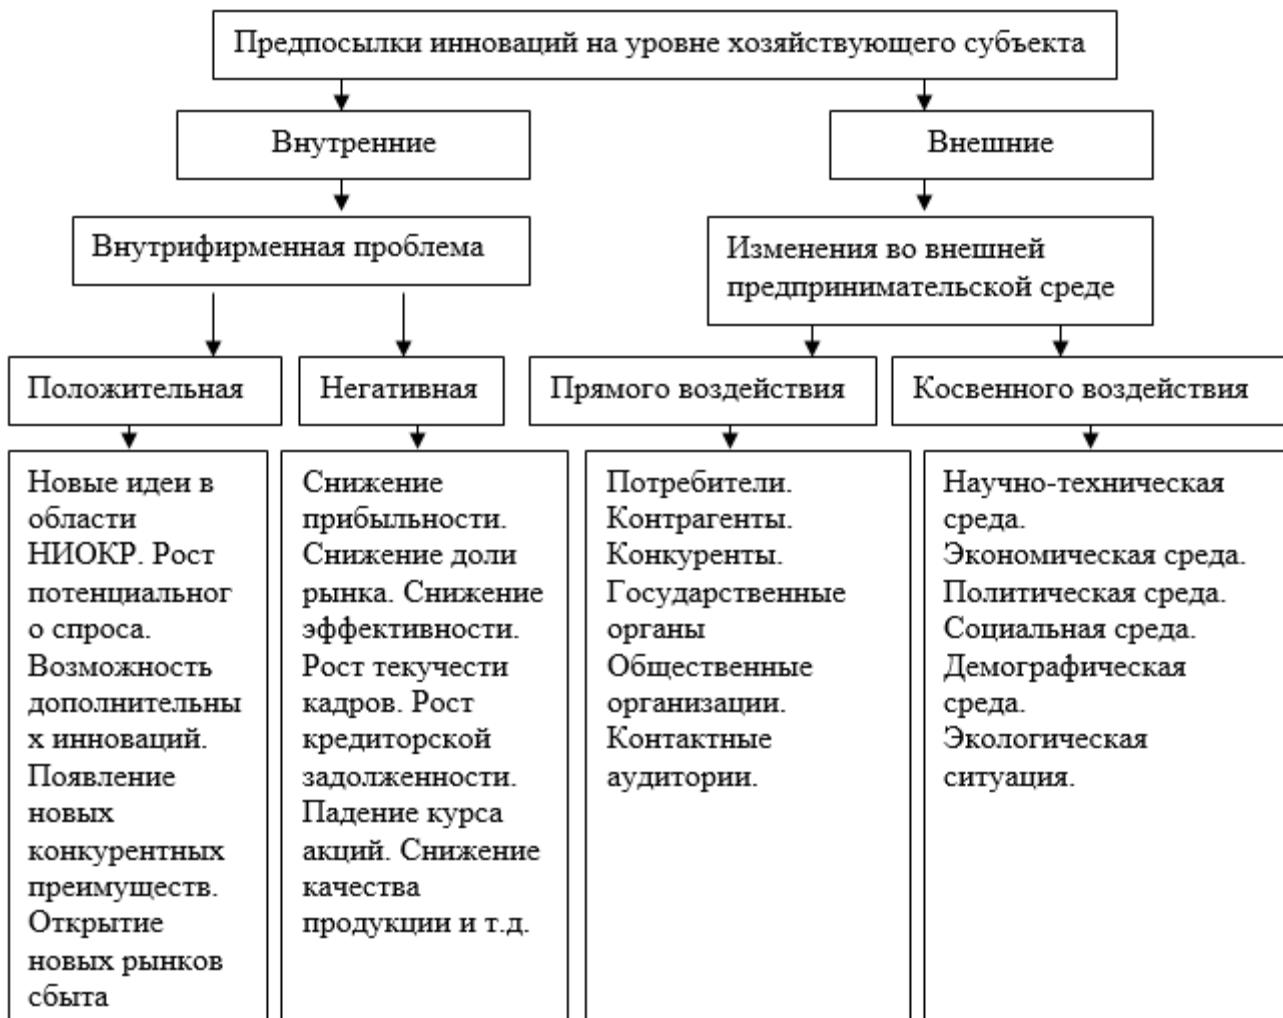 Предпосылки инноваций на уровне хозяйствующего субъекта
Внутренние
Внешние
Внутрифирменная проблема
Изменения во внешней
предпринимательской среде
Положительная
Негативная
Прямого воздействия
Косвенного воздействия
Новые идеи в
области
НИОКР. Рост
потенциальног
о спроса.
Возможность
дополнительны
х инноваций.
Появление
новых
конкурентных
преимуществ.
Открытие
новых рынков
сбыта
Снижение
прибыльности.
Снижение доли
рынка. Снижение
эффективности.
Рост текучести
кадров. Рост
кредиторской
задолженности.
Падение курса
акций. Снижение
качества
продукции и т.д.
Потребители.
Контрагенты.
Конкуренты.
Государственные
органы
Общественные
организации.
Контактные
аудитории.
Научно-техническая
среда.
Экономическая среда.
Политическая среда.
Социальная среда.
Демографическая
среда.
Экологическая
ситуация.